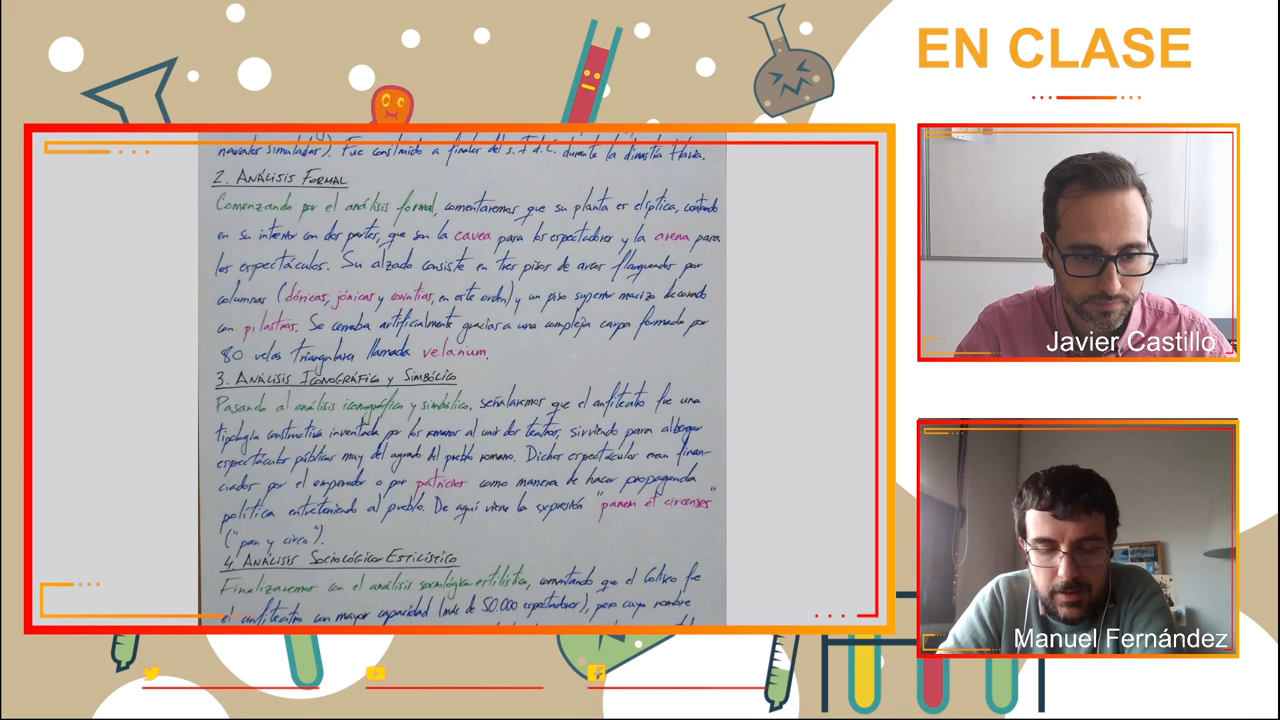 EN CLASE
navales simuladas). Fue construido a finales del s. I d.C. durante la dinastía Flavia.
2. ANÁLISIS FORMAL
Comenzando por el análisis formal, comentaremos que su planta es elíptica, contando
en su interior con dos partes, que son la cavea para los espectadores y la arena para
los espectáculos. Su alzado consiste en tres pisos de arcos flanqueados por
columnas (dóricas, jónicas y corintias, en este orden) y un piso superior macizo decorado
con pilastras. Se cerraba artificialmente gracias a una compleja carpa formada por
80 velas triangulares llamada velarium.
3. ANÁLISIS ICONOGRÁFICO Y SIMBÓLICO
Pasando al análisis iconográfico y simbólico, señalaremos que el anfiteatro fue una
tipología constructiva inventada por los romanos al unir dos teatros, sirviendo para albergar
espectáculos públicos muy del agrado del pueblo romano. Dichos espectáculos eran finan-
ciados por el emperador o por patricios como manera de hacer propaganda
política entreteniendo al pueblo. De aquí viene la expresión "panem et circenses"
("pan y circo").
4 ANÁLISIS SOCIOLÓGICO ESTILÍSTICO
Finalizaremos con el análisis sociológico estilístico, comentando que el Coliseo fue
el anfiteatro con mayor capacidad (más de 50.000 espectadores), pero cuyo nombre
Javier Castillo
Manuel Fernández